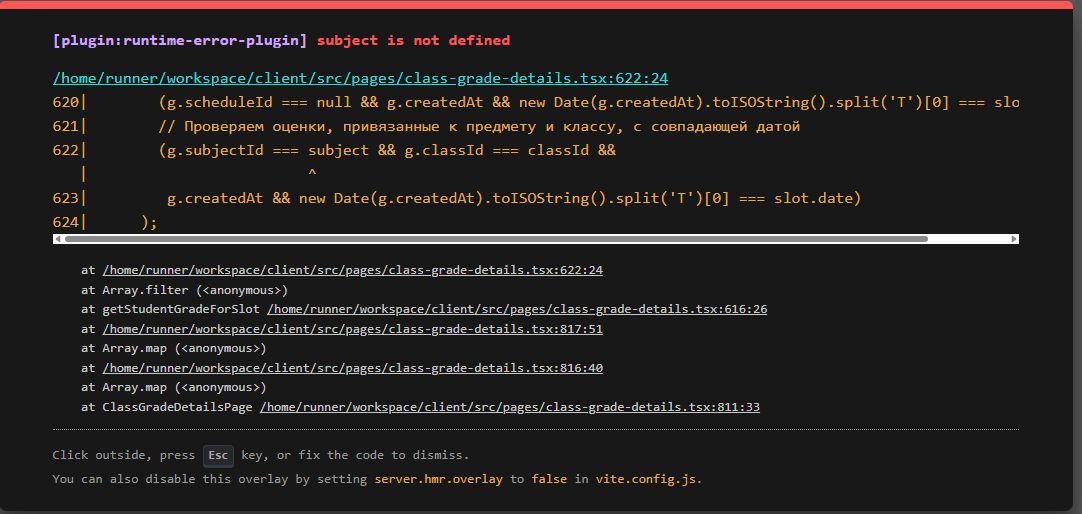 [plugin:runtime-error-plugin] subject is not defined
/home/runner/workspace/client/src/pages/class-grade-details.tsx:622:24
620|        (g.scheduleId === null && g.createdAt && new Date(g.createdAt).toISOString().split('T')[0] === slo
621|        // Проверяем оценки, привязанные к предмету и классу, с совпадающей датой
622|        (g.subjectId === subject && g.classId === classId &&
   |                         ^
623|         g.createdAt && new Date(g.createdAt).toISOString().split('T')[0] === slot.date)
624|      );
at /home/runner/workspace/client/src/pages/class-grade-details.tsx:622:24
at Array.filter (<anonymous>)
at getStudentGradeForSlot /home/runner/workspace/client/src/pages/class-grade-details.tsx:616:26
at /home/runner/workspace/client/src/pages/class-grade-details.tsx:817:51
at Array.map (<anonymous>)
at /home/runner/workspace/client/src/pages/class-grade-details.tsx:816:40
at Array.map (<anonymous>)
at ClassGradeDetailsPage /home/runner/workspace/client/src/pages/class-grade-details.tsx:811:33
Click outside, press Esc key, or fix the code to dismiss.
You can also disable this overlay by setting server.hmr.overlay to false in vite.config.js.